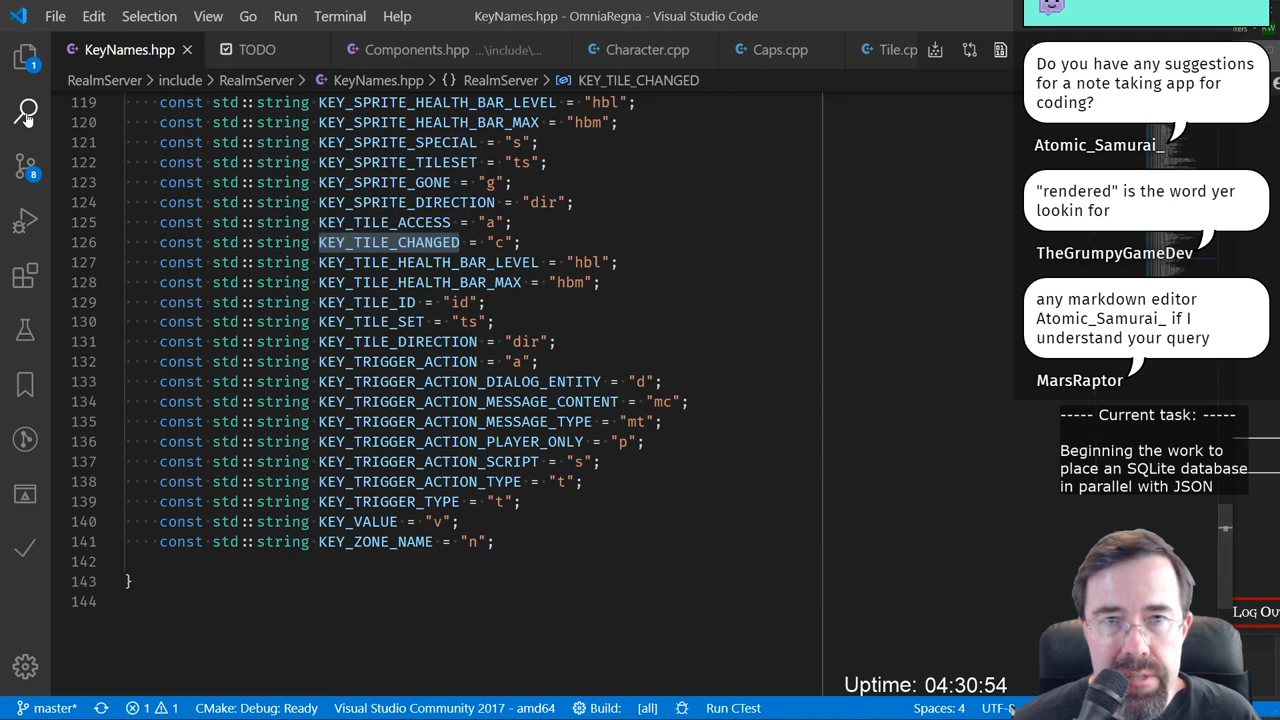 File Edit Selection View Go Run Terminal Help KeyNames.hpp - OmniaRegna - Visual Studio Code
KeyNames.hpp TODO Components.hpp ...\include\... Character.cpp Caps.cpp Tile.cp
RealmServer > include > RealmServer > KeyNames.hpp > {} RealmServer > KEY_TILE_CHANGED
119 const std::string KEY_SPRITE_HEALTH_BAR_LEVEL = "hbl";
120 const std::string KEY_SPRITE_HEALTH_BAR_MAX = "hbm";
121 const std::string KEY_SPRITE_SPECIAL = "s";
122 const std::string KEY_SPRITE_TILESET = "ts";
123 const std::string KEY_SPRITE_GONE = "g";
124 const std::string KEY_SPRITE_DIRECTION = "dir";
125 const std::string KEY_TILE_ACCESS = "a";
126 const std::string KEY_TILE_CHANGED = "c";
127 const std::string KEY_TILE_HEALTH_BAR_LEVEL = "hbl";
128 const std::string KEY_TILE_HEALTH_BAR_MAX = "hbm";
129 const std::string KEY_TILE_ID = "id";
130 const std::string KEY_TILE_SET = "ts";
131 const std::string KEY_TILE_DIRECTION = "dir";
132 const std::string KEY_TRIGGER_ACTION = "a";
133 const std::string KEY_TRIGGER_ACTION_DIALOG_ENTITY = "d";
134 const std::string KEY_TRIGGER_ACTION_MESSAGE_CONTENT = "mc";
135 const std::string KEY_TRIGGER_ACTION_MESSAGE_TYPE = "mt";
136 const std::string KEY_TRIGGER_ACTION_PLAYER_ONLY = "p";
137 const std::string KEY_TRIGGER_ACTION_SCRIPT = "s";
138 const std::string KEY_TRIGGER_ACTION_TYPE = "t";
139 const std::string KEY_TRIGGER_TYPE = "t";
140 const std::string KEY_VALUE = "v";
141 const std::string KEY_ZONE_NAME = "n";
142
143 }
144
1
8
Do you have any suggestions
for a note taking app for
coding?
Atomic_Samurai_
"rendered" is the word yer
lookin for
TheGrumpyGameDev
any markdown editor
Atomic_Samurai_ if I
understand your query
MarsRaptor
----- Current task: -----
Beginning the work to
place an SQLite database
in parallel with JSON
Log Ou
Uptime: 04:30:54
master* 1 1 CMake: Debug: Ready Visual Studio Community 2017 - amd64 Build: [all] Run CTest Spaces: 4 UTF-8